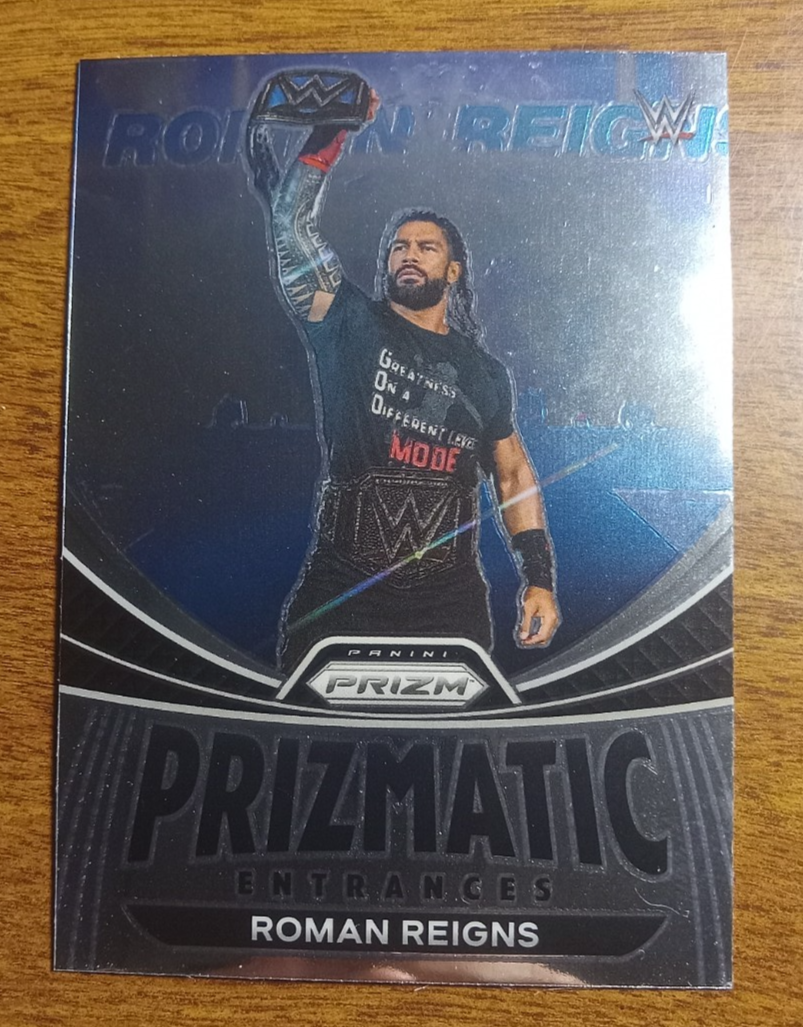 ROMAN REIGNS
W
GREATNESS
ON A
DIFFERENT LEVEL
MODE
PANINI
PRIZM
PRIZMATIC
ENTRANCES
ROMAN REIGNS